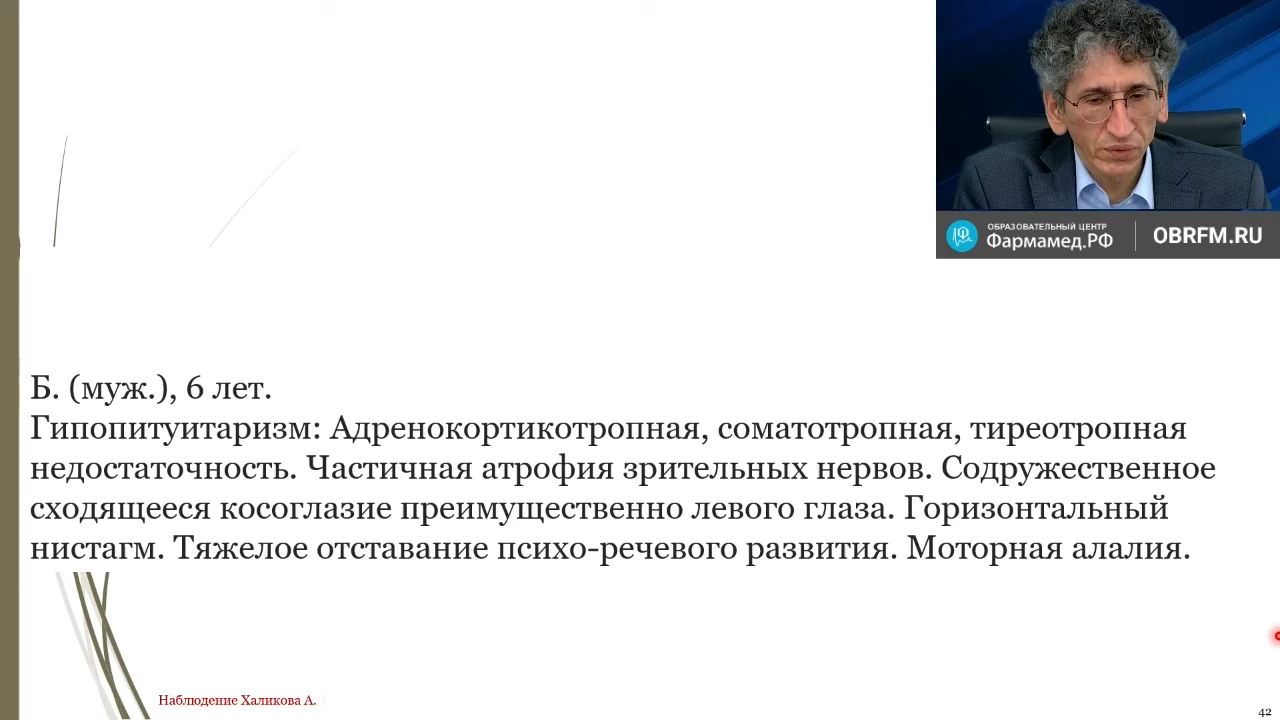 ОБРАЗОВАТЕЛЬНЫЙ ЦЕНТР
Фармамед.РФ
OBRFM.RU
Б. (муж.), 6 лет.
Гипопитуитаризм: Адренокортикотропная, соматотропная, тиреотропная
недостаточность. Частичная атрофия зрительных нервов. Содружественное
сходящееся косоглазие преимущественно левого глаза. Горизонтальный
нистагм. Тяжелое отставание психо-речевого развития. Моторная алалия.
Наблюдение Халикова А.
42